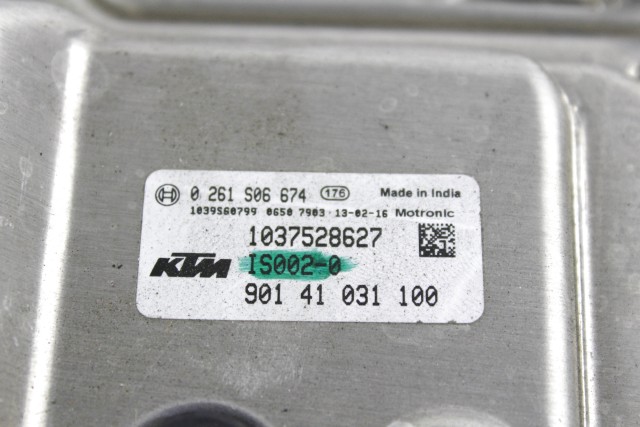 0 261 S06 674 176 Made in India
1039S60799 0650 7903 13-02-16 Motronic
1037528627
KTM IS002-0
901 41 031 100